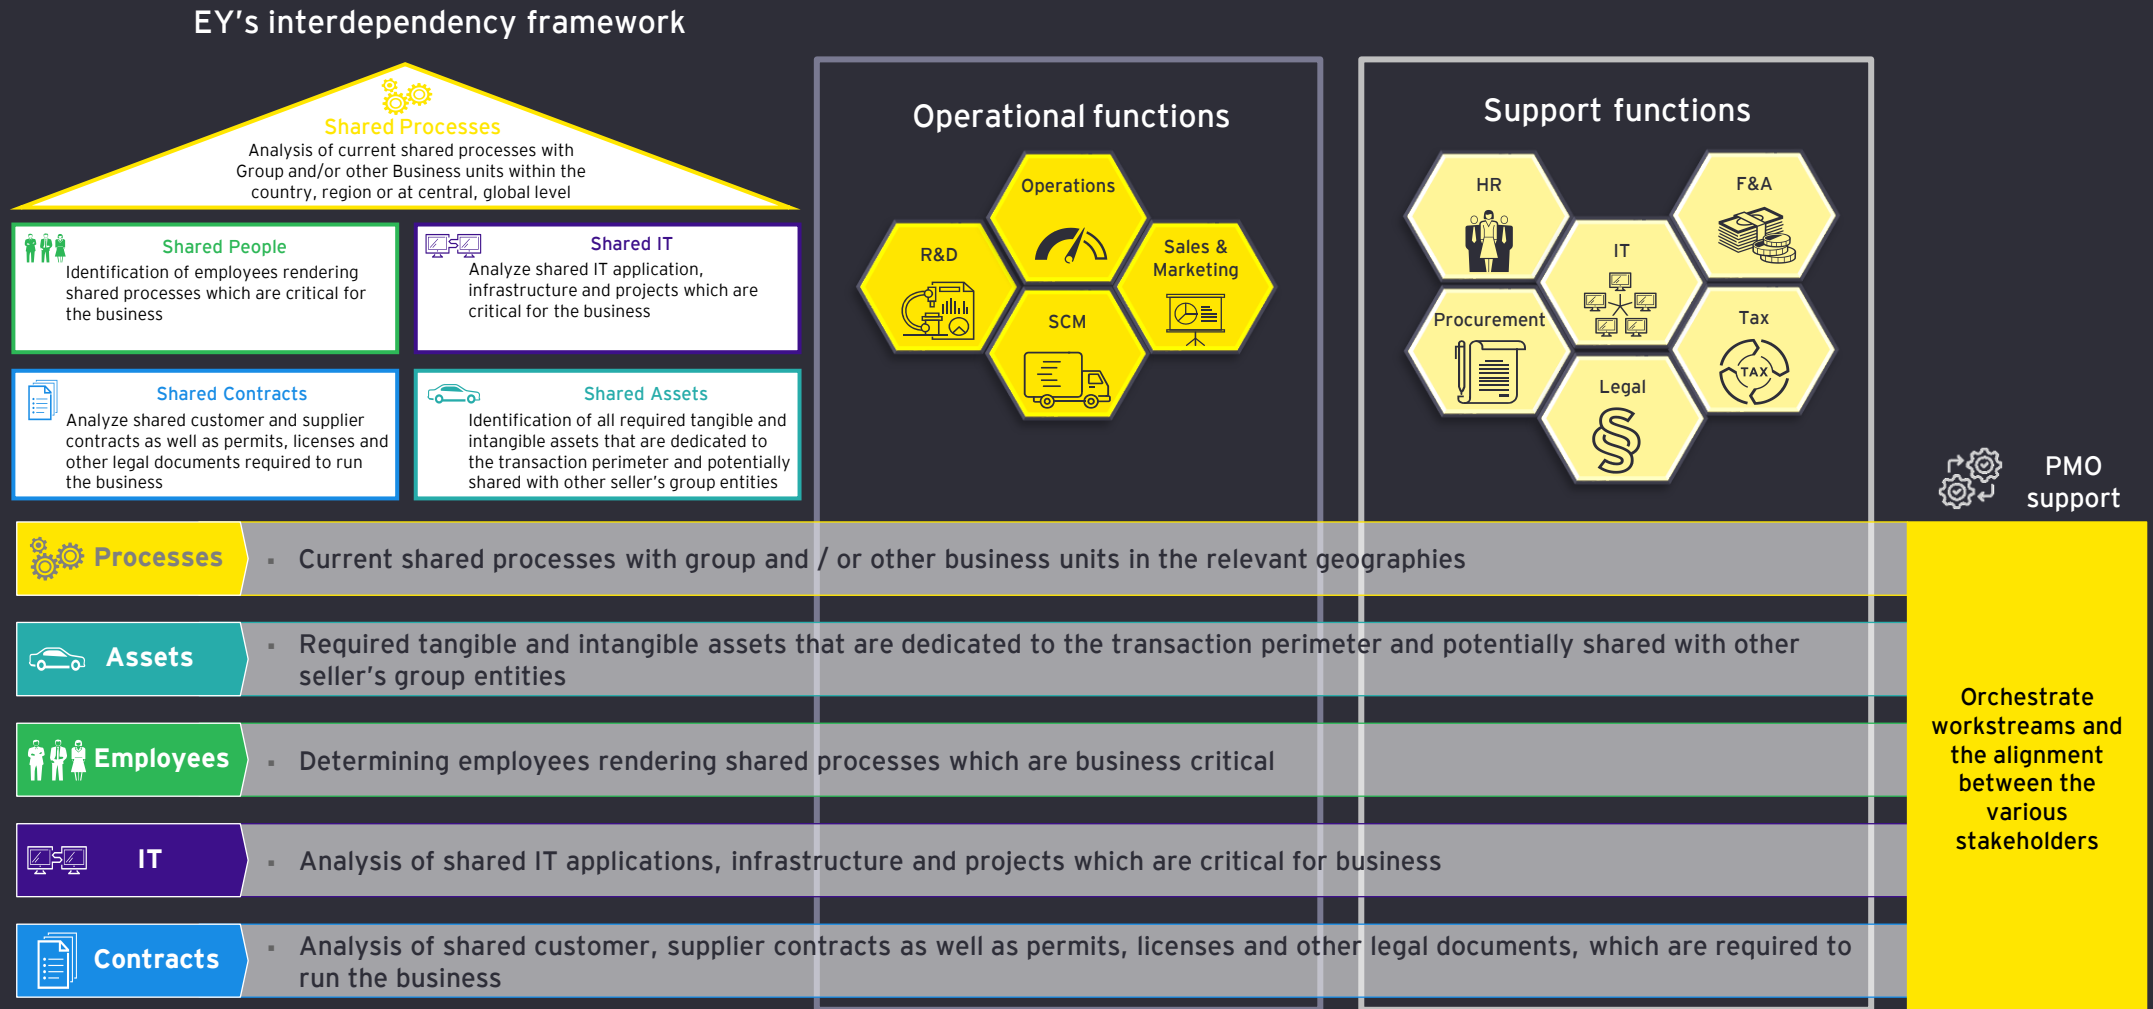 EY's interdependency framework
Shared Processes
Analysis of current shared processes with
Group and/or other Business units within the
country, region or at central, global level
Shared People
Identification of employees rendering
shared processes which are critical for
the business
Shared IT
Analyze shared IT application,
infrastructure and projects which are
critical for the business
Shared Contracts
Analyze shared customer and supplier
contracts as well as permits, licenses and
other legal documents required to run
the business
Shared Assets
Identification of all required tangible and
intangible assets that are dedicated to
the transaction perimeter and potentially
shared with other seller's group entities
Operational functions
Operations
R&D
Sales &
Marketing
SCM
Support functions
HR
F&A
IT
Procurement
Tax
TAX
Legal
§
PMO
support
Processes
▪ Current shared processes with group and / or other business units in the relevant geographies
Assets
▪ Required tangible and intangible assets that are dedicated to the transaction perimeter and potentially shared with other
seller's group entities
Employees
▪ Determining employees rendering shared processes which are business critical
IT
▪ Analysis of shared IT applications, infrastructure and projects which are critical for business
Contracts
▪ Analysis of shared customer, supplier contracts as well as permits, licenses and other legal documents, which are required to
run the business
Orchestrate
workstreams and
the alignment
between the
various
stakeholders